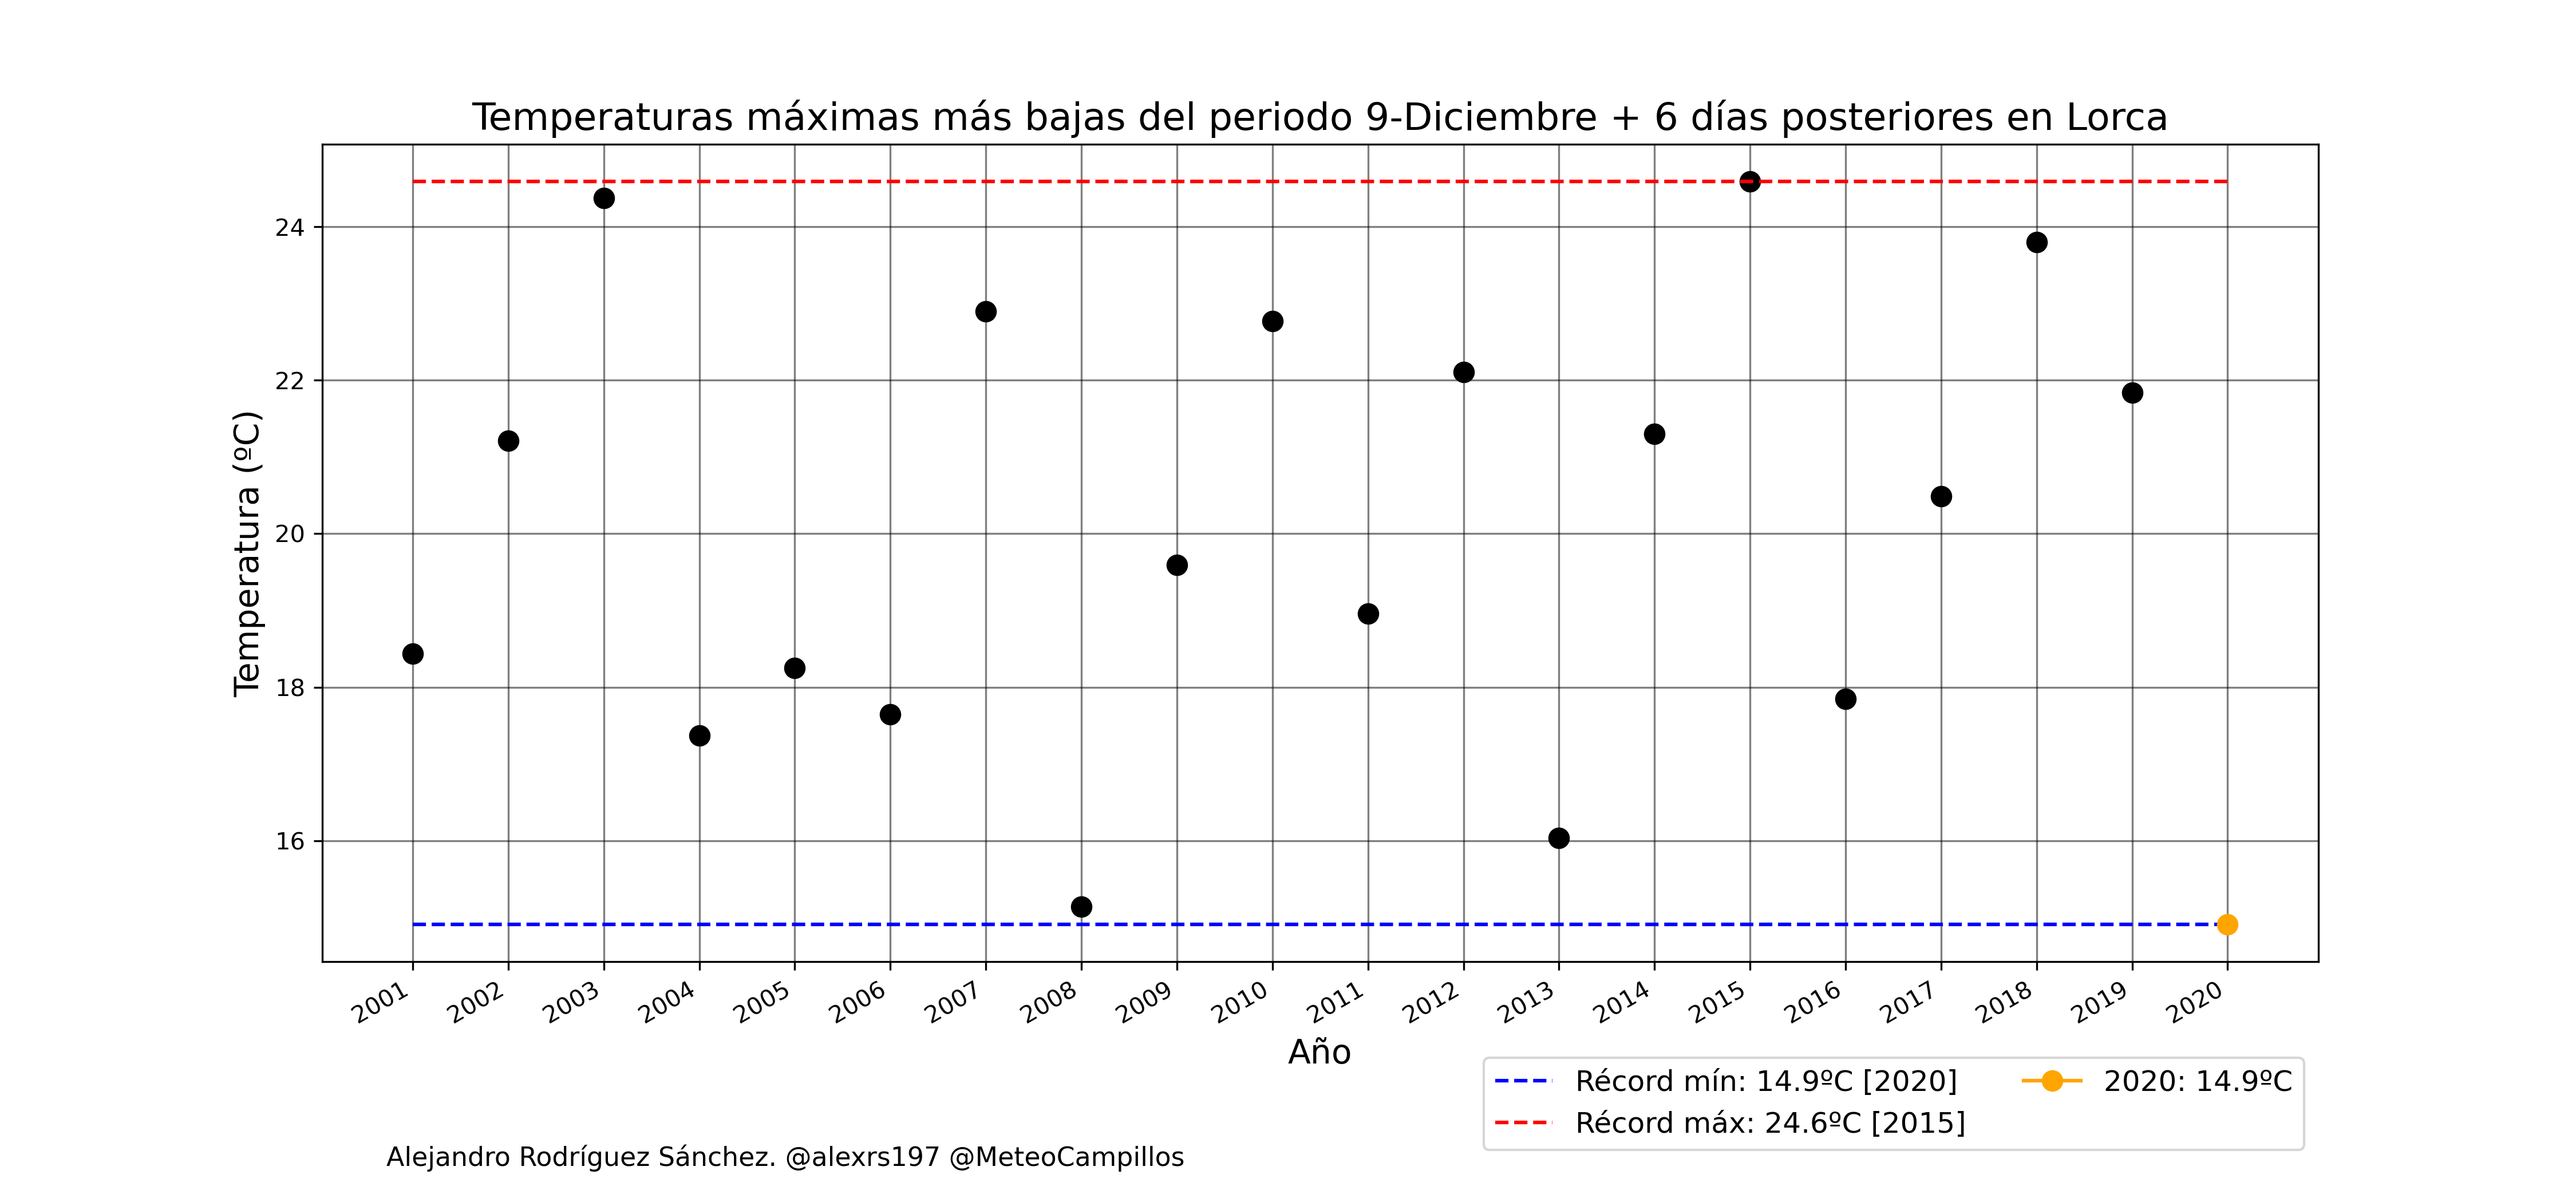 Temperaturas máximas más bajas del periodo 9-Diciembre + 6 días posteriores en Lorca
Temperatura (ºC)
24
22
20
18
16
2001 2002 2003 2004 2005 2006 2007 2008 2009 2010 2011 2012 2013 2014 2015 2016 2017 2018 2019 2020
Año
Récord mín: 14.9ºC [2020]
Récord máx: 24.6ºC [2015]
2020: 14.9ºC
Alejandro Rodríguez Sánchez. @alexrs197 @MeteoCampillos